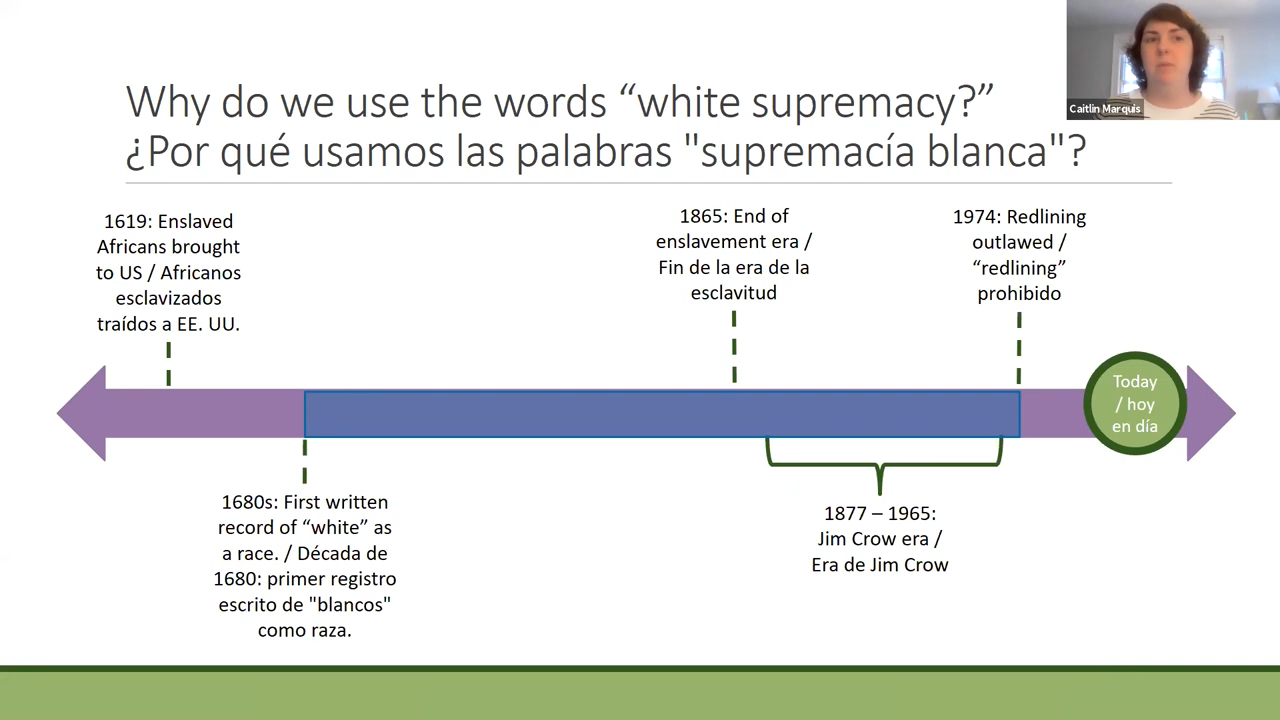 Why do we use the words “white supremacy?”
¿Por qué usamos las palabras "supremacía blanca"?
Caitlin Marquis
1619: Enslaved
Africans brought
to US / Africanos
esclavizados
traídos a EE. UU.
1865: End of
enslavement era /
Fin de la era de la
esclavitud
1974: Redlining
outlawed /
“redlining”
prohibido
Today
/ hoy
en día
1680s: First written
record of “white” as
a race. / Década de
1680: primer registro
escrito de "blancos"
como raza.
1877 – 1965:
Jim Crow era /
Era de Jim Crow